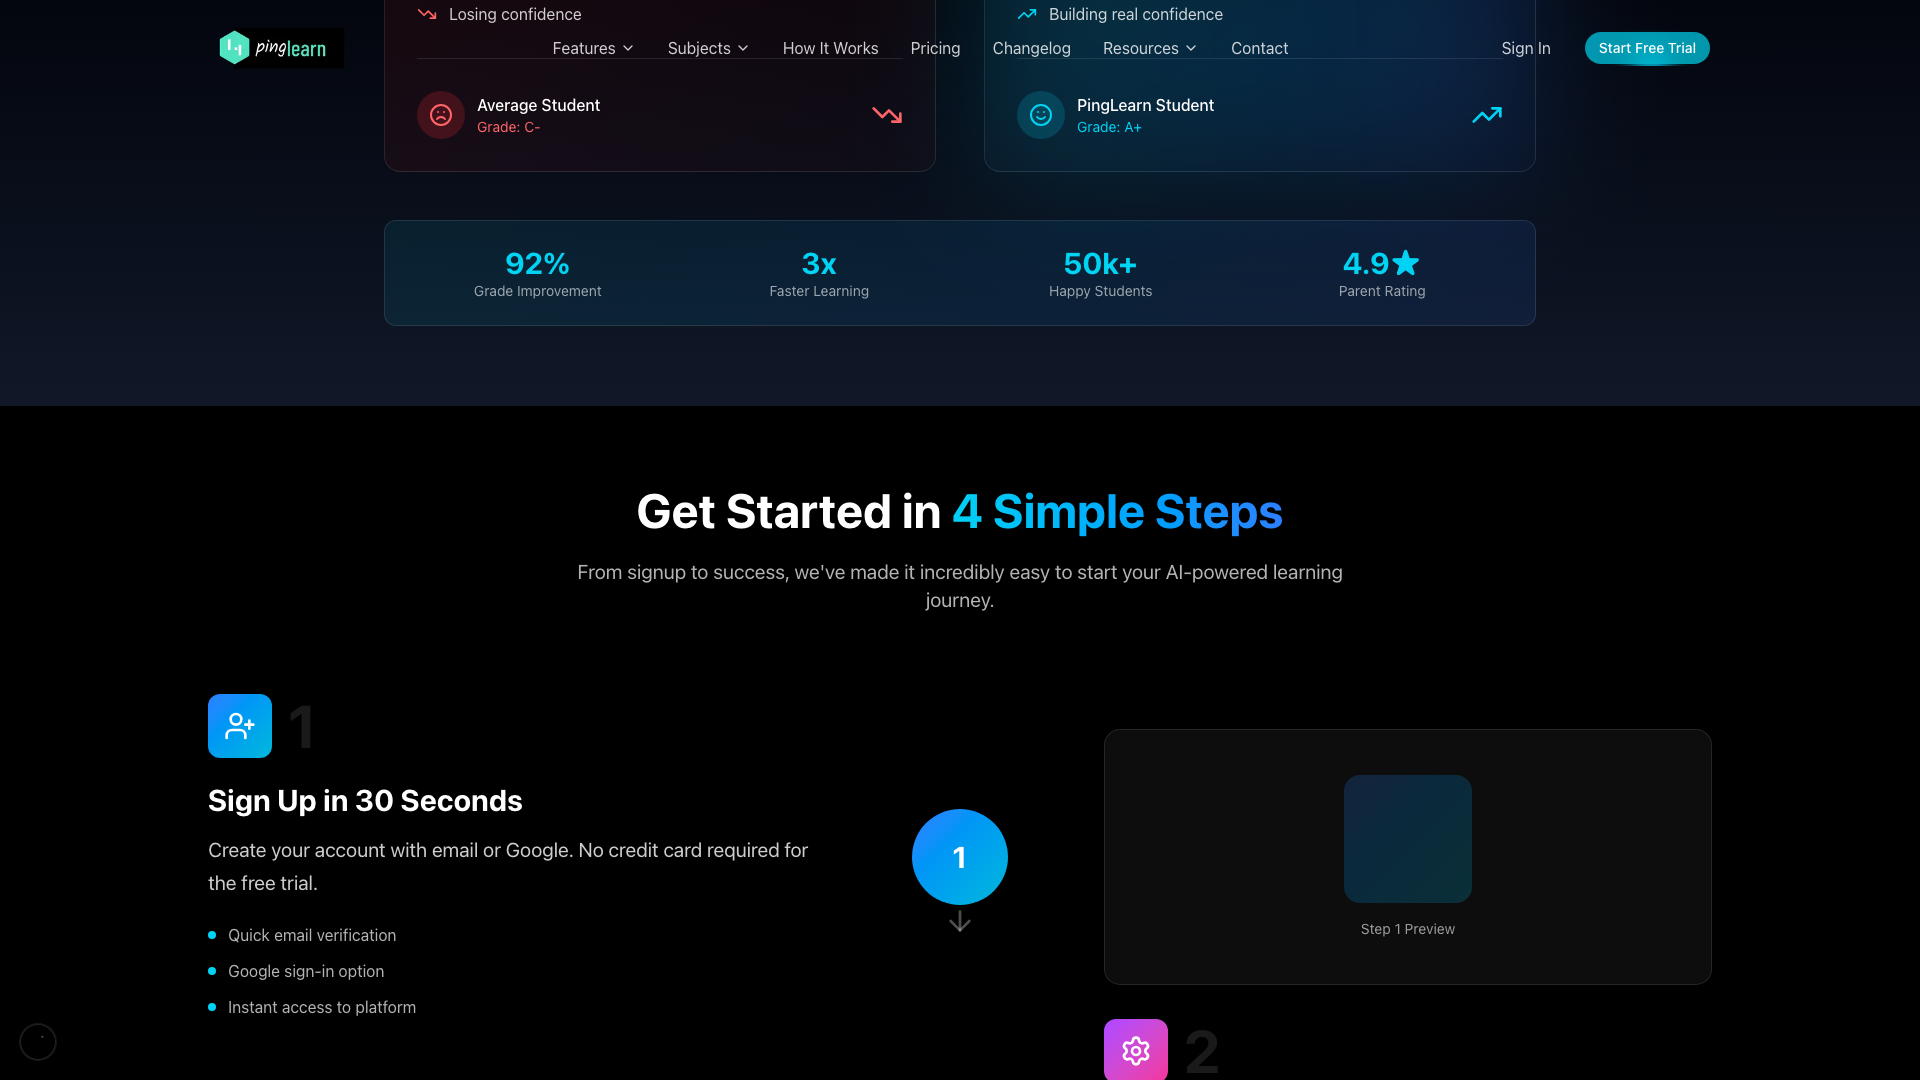 Losing confidence
Building real confidence
pinglearn
Features
Subjects
How It Works
Pricing
Changelog
Resources
Contact
Sign In
Start Free Trial
Average Student
Grade: C-
PingLearn Student
Grade: A+
92%
Grade Improvement
3x
Faster Learning
50k+
Happy Students
4.9★
Parent Rating
Get Started in 4 Simple Steps
From signup to success, we've made it incredibly easy to start your AI-powered learning
journey.
1
Sign Up in 30 Seconds
Create your account with email or Google. No credit card required for
the free trial.
Quick email verification
Google sign-in option
Instant access to platform
1
Step 1 Preview
2